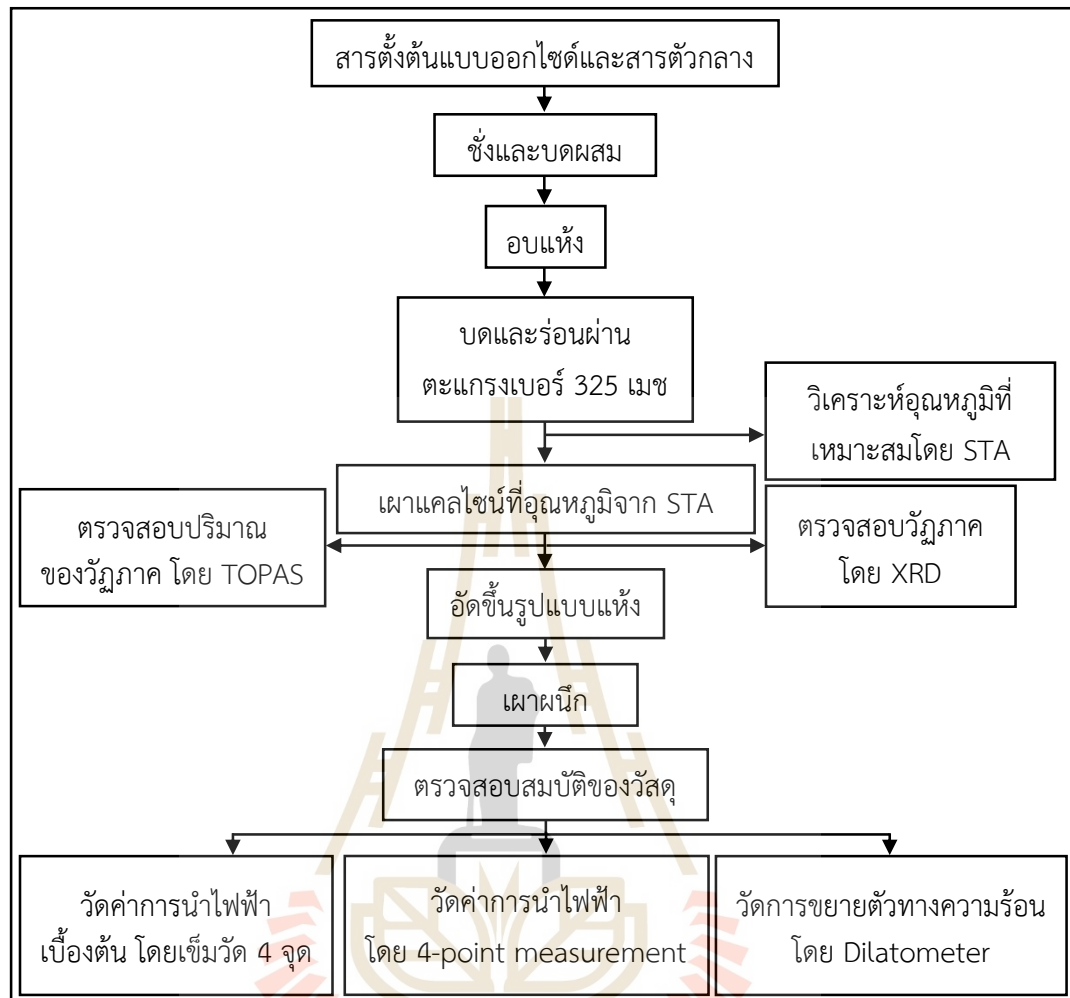 สารตั้งต้นแบบออกไซด์และสารตัวกลาง
ชั่งและบดผสม
อบแห้ง
บดและร่อนผ่าน
ตะแกรงเบอร์ 325 เมช
วิเคราะห์อุณหภูมิที่
เหมาะสมโดย STA
เผาแคลไซน์ที่อุณหภูมิจาก STA
ตรวจสอบปริมาณ
ของวัฏภาค โดย TOPAS
ตรวจสอบวัฏภาค
โดย XRD
อัดขึ้นรูปแบบแห้ง
เผาผนึก
ตรวจสอบสมบัติของวัสดุ
วัดค่าการนำไฟฟ้า
เบื้องต้น โดยเข็มวัด 4 จุด
วัดค่าการนำไฟฟ้า
โดย 4-point measurement
วัดการขยายตัวทางความร้อน
โดย Dilatometer